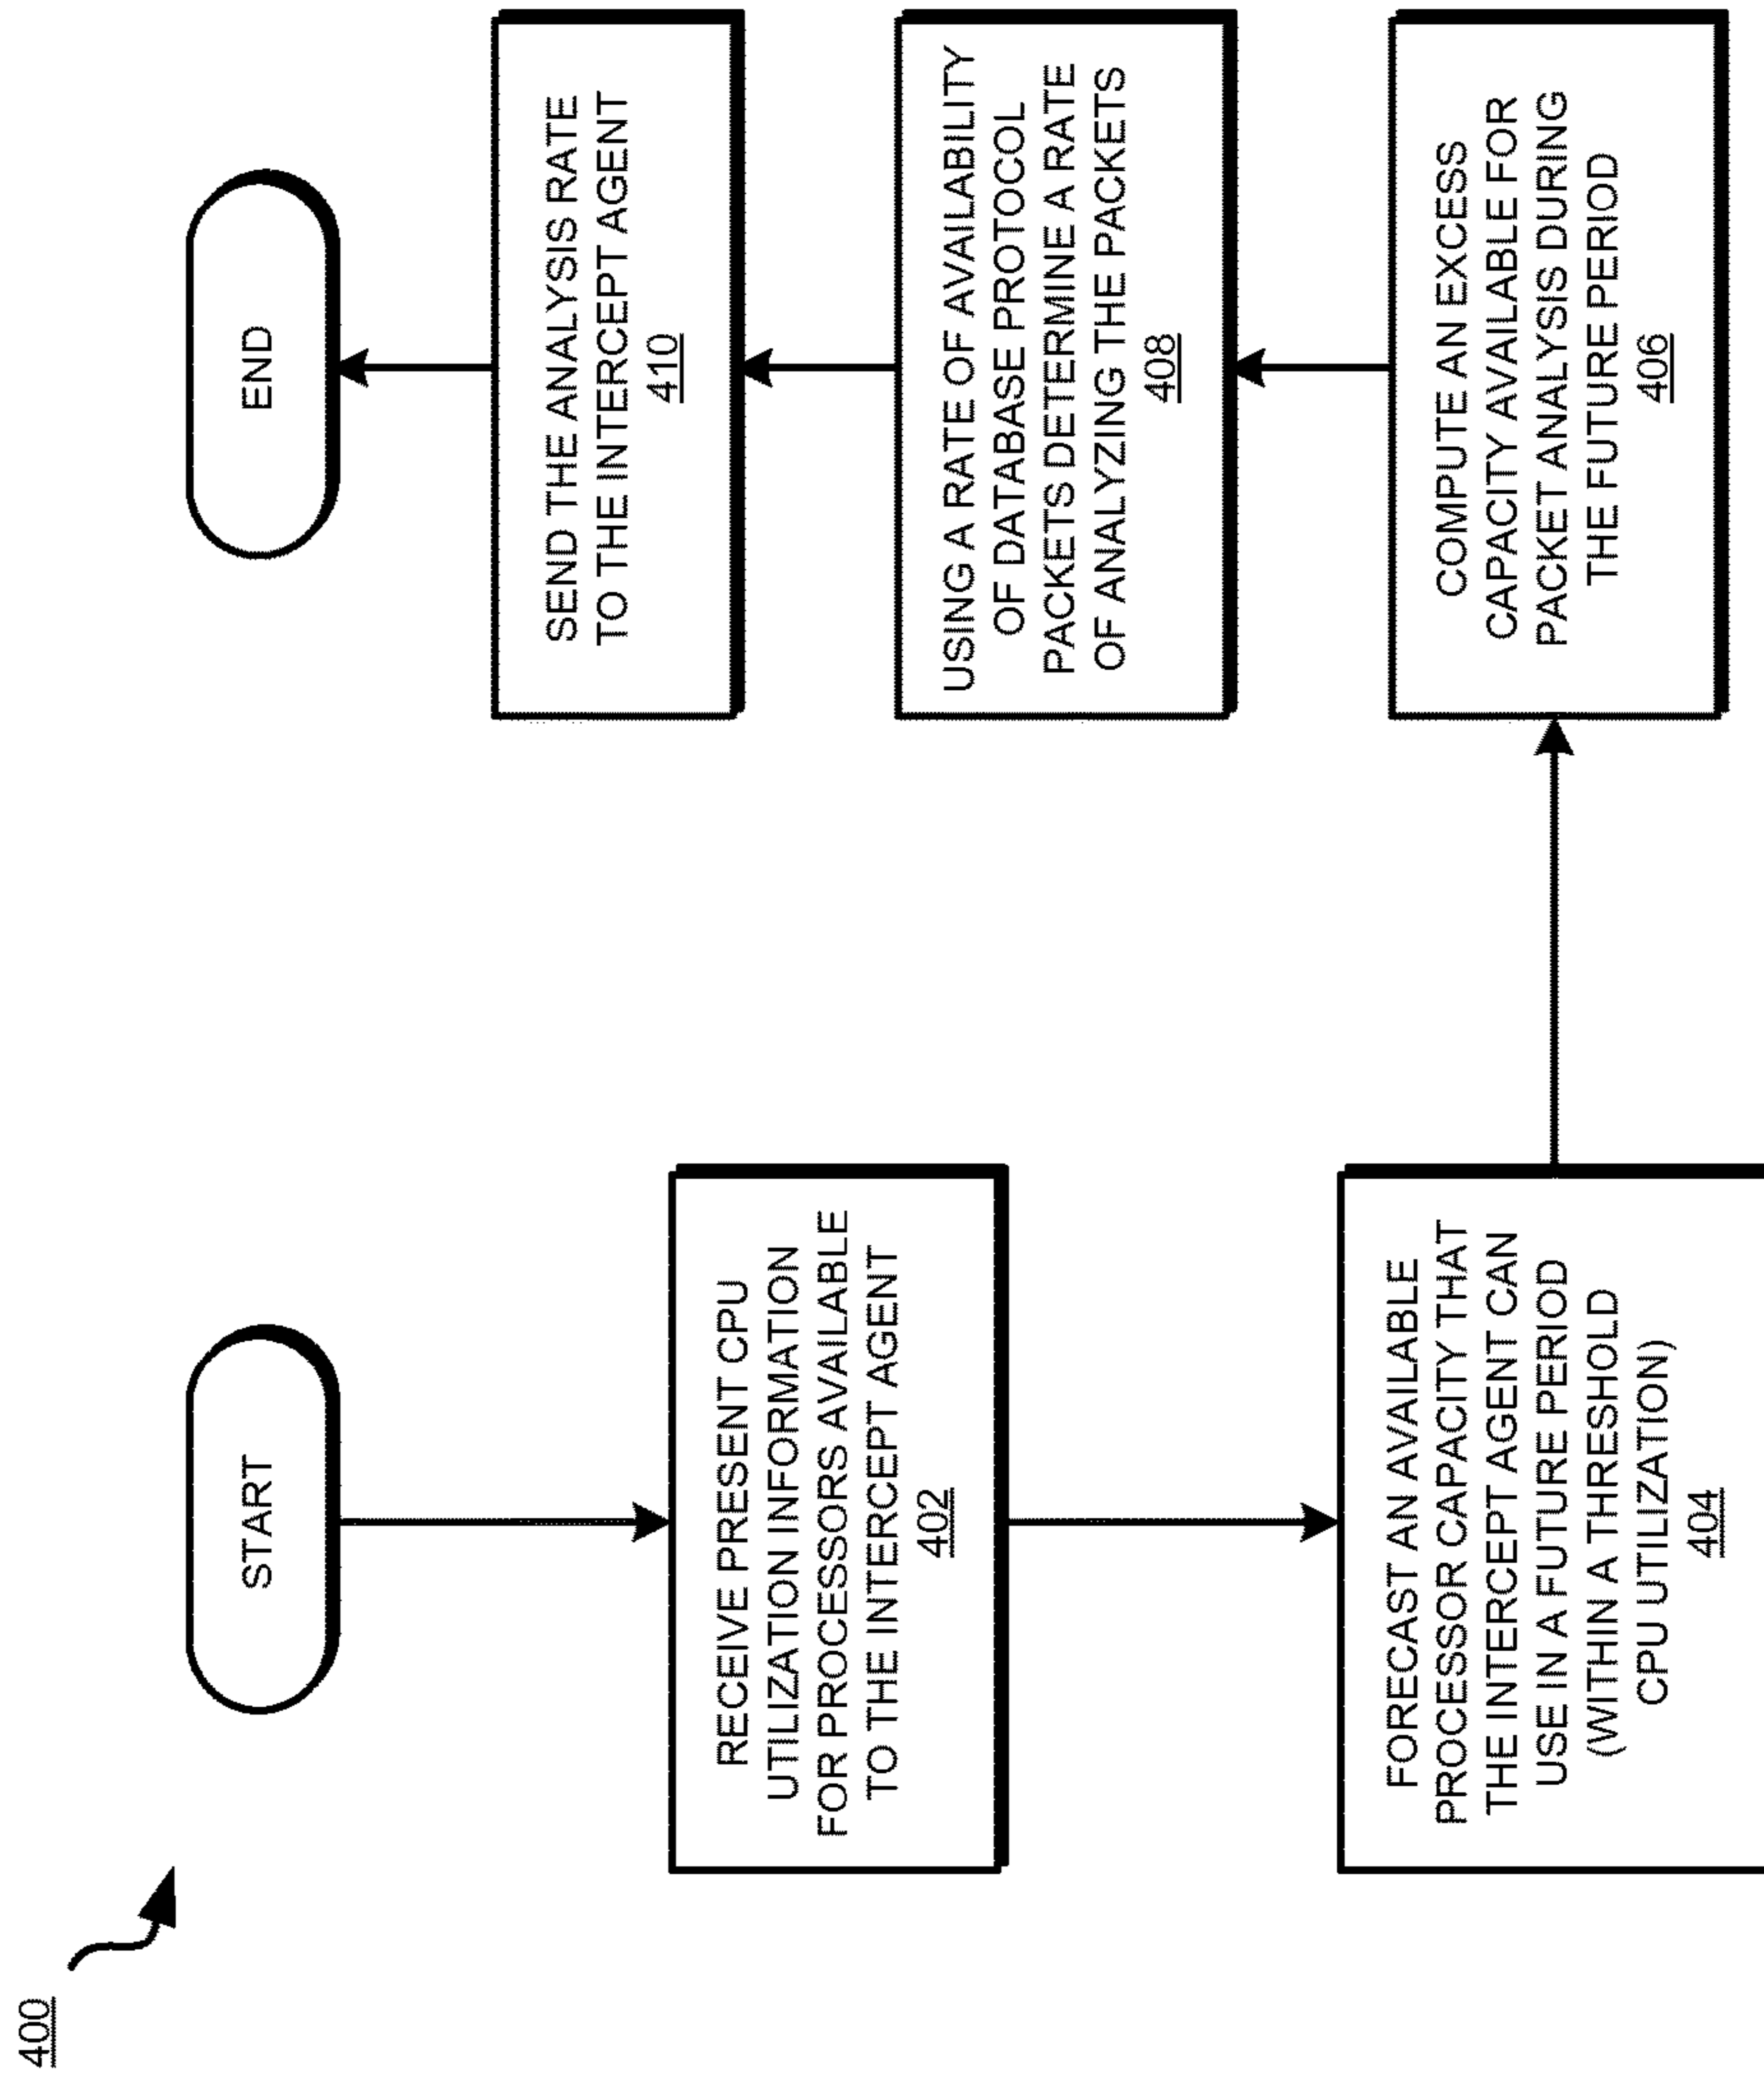 400
START
RECEIVE PRESENT CPU
UTILIZATION INFORMATION
FOR PROCESSORS AVAILABLE
TO THE INTERCEPT AGENT
402
FORECAST AN AVAILABLE
PROCESSOR CAPACITY THAT
THE INTERCEPT AGENT CAN
USE IN A FUTURE PERIOD
(WITHIN A THRESHOLD
CPU UTILIZATION)
404
COMPUTE AN EXCESS
CAPACITY AVAILABLE FOR
PACKET ANALYSIS DURING
THE FUTURE PERIOD
406
USING A RATE OF AVAILABILITY
OF DATABASE PROTOCOL
PACKETS DETERMINE A RATE
OF ANALYZING THE PACKETS
408
SEND THE ANALYSIS RATE
TO THE INTERCEPT AGENT
410
END